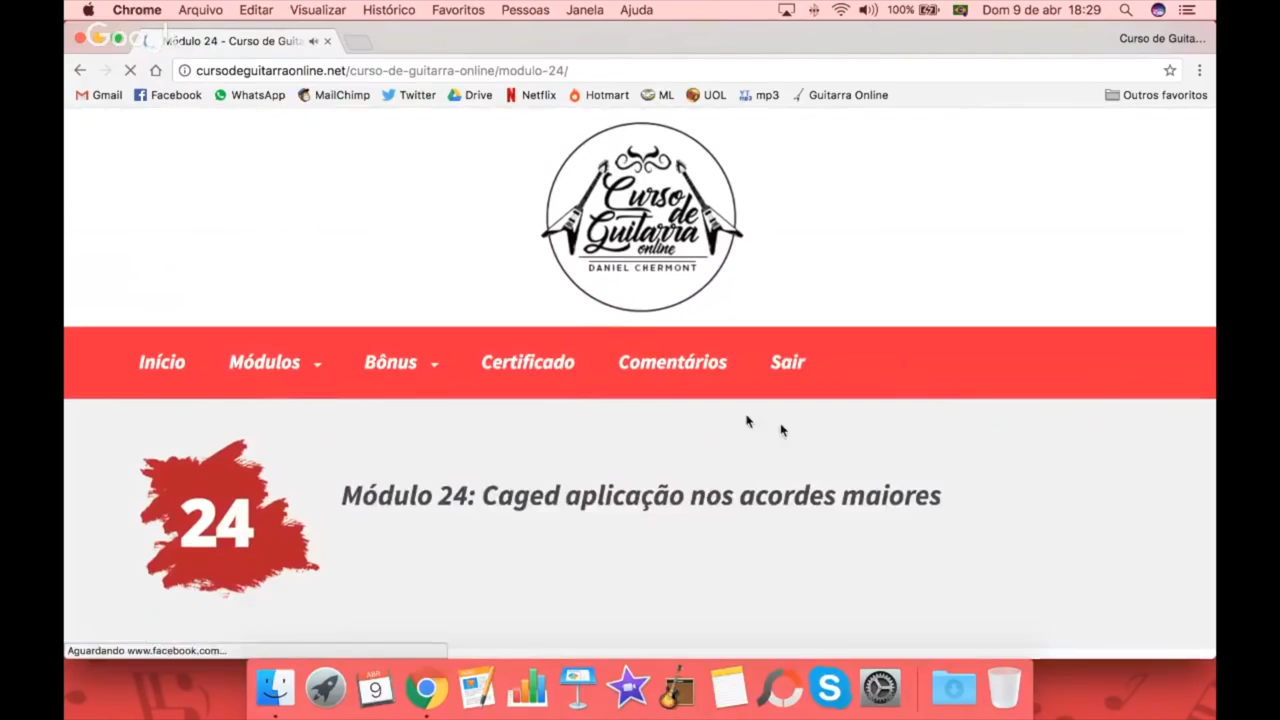 Chrome Arquivo Editar Visualizar Histórico Favoritos Pessoas Janela Ajuda 100% Dom 9 de abr 18:29
Google
Módulo 24 - Curso de Guita
Curso de Guita...
cursodeguitarraonline.net/curso-de-guitarra-online/modulo-24/
Gmail Facebook WhatsApp MailChimp Twitter Drive Netflix Hotmart ML UOL mp3 Guitarra Online Outros favoritos
Curso
de
Guitarra
online
DANIEL CHERMONT
Início Módulos Bônus Certificado Comentários Sair
24
Módulo 24: Caged aplicação nos acordes maiores
Aguardando www.facebook.com...
ABR
9